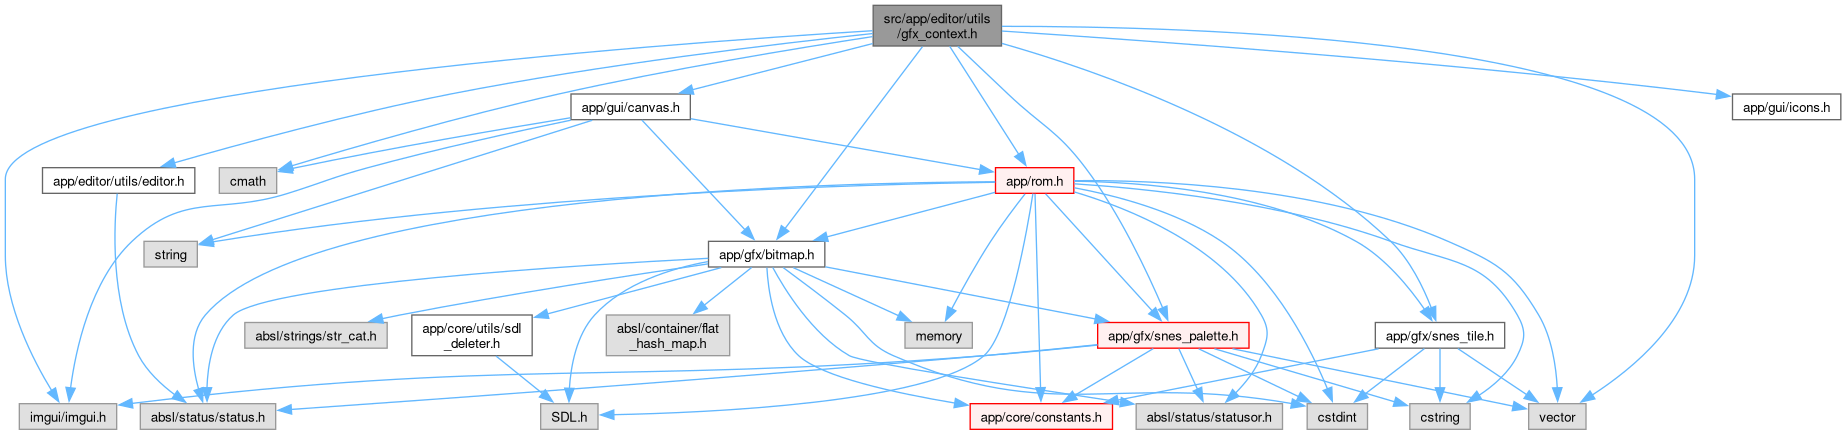 src/app/editor/utils
/gfx_context.h
app/gui/canvas.h
app/gui/icons.h
app/editor/utils/editor.h
cmath
app/rom.h
string
app/gfx/bitmap.h
absl/strings/str_cat.h
app/core/utils/sdl
_deleter.h
absl/container/flat
_hash_map.h
memory
app/gfx/snes_palette.h
app/gfx/snes_tile.h
imgui/imgui.h
absl/status/status.h
SDL.h
app/core/constants.h
absl/status/statusor.h
cstdint
cstring
vector